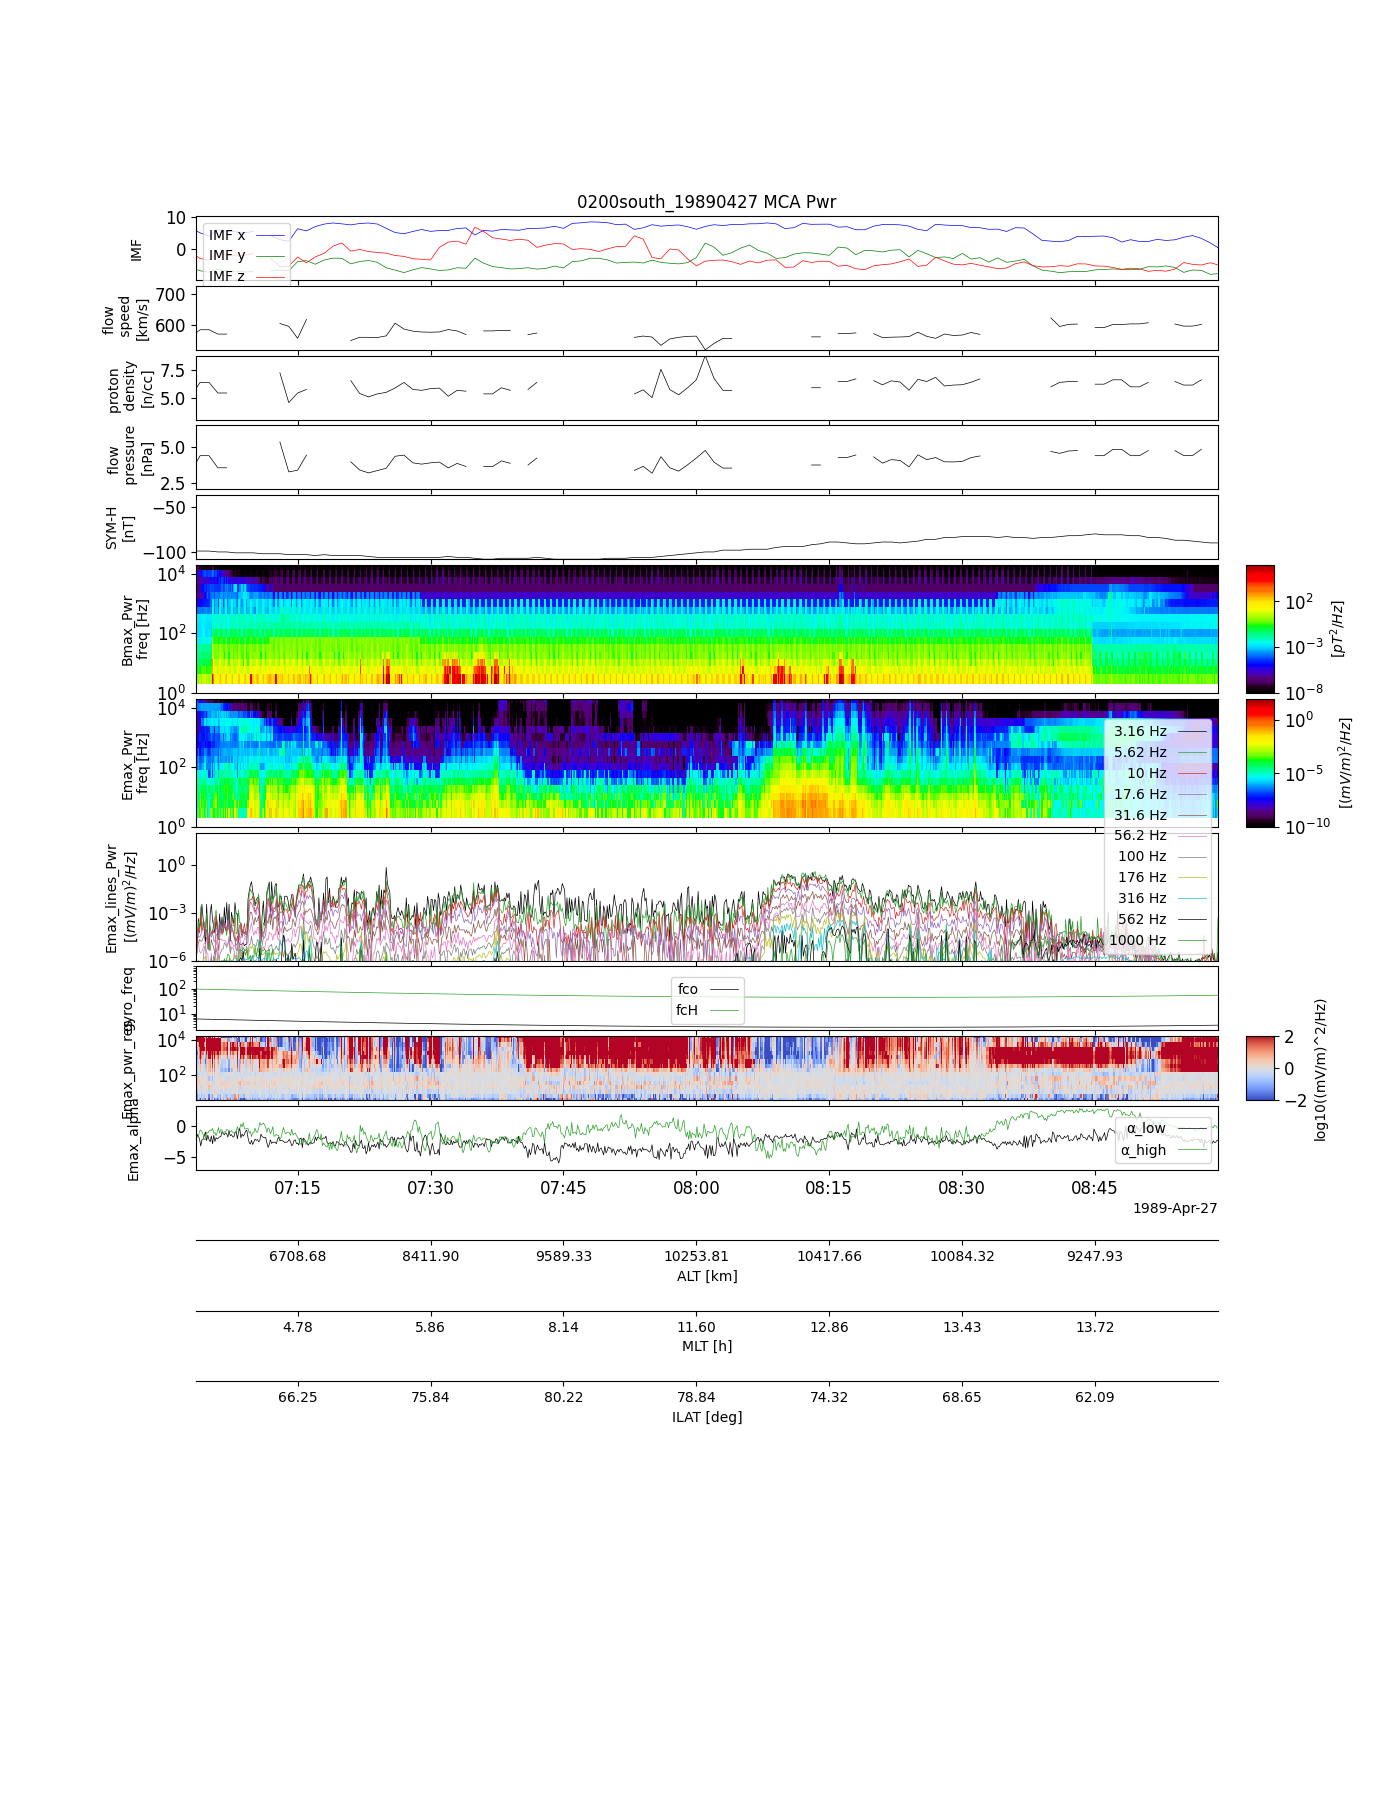 0200south_19890427 MCA Pwr
10
0
IMF
IMF x
IMF y
IMF z
700
600
flow
speed
[km/s]
7.5
5.0
proton
density
[n/cc]
5.0
2.5
flow
pressure
[nPa]
−50
−100
SYM-H
[nT]
10^4
10^2
10^0
Bmax_Pwr
freq [Hz]
10^2
10^−3
10^−8
[pT^2/Hz]
10^4
10^2
10^0
Emax_Pwr
freq [Hz]
10^0
10^−5
10^−10
[(mV/m)^2/Hz]
3.16 Hz
5.62 Hz
10 Hz
17.6 Hz
31.6 Hz
56.2 Hz
100 Hz
176 Hz
316 Hz
562 Hz
1000 Hz
10^0
10^−3
10^−6
Emax_lines_Pwr
[(mV/m)^2/Hz]
10^2
10^1
fco
fcH
10^4
10^2
2
0
−2
log10((mV/m)^2/Hz)
0
−5
Emax_alpha
α_low
α_high
07:15 07:30 07:45 08:00 08:15 08:30 08:45
1989-Apr-27
6708.68 8411.90 9589.33 10253.81 10417.66 10084.32 9247.93
ALT [km]
4.78 5.86 8.14 11.60 12.86 13.43 13.72
MLT [h]
66.25 75.84 80.22 78.84 74.32 68.65 62.09
ILAT [deg]